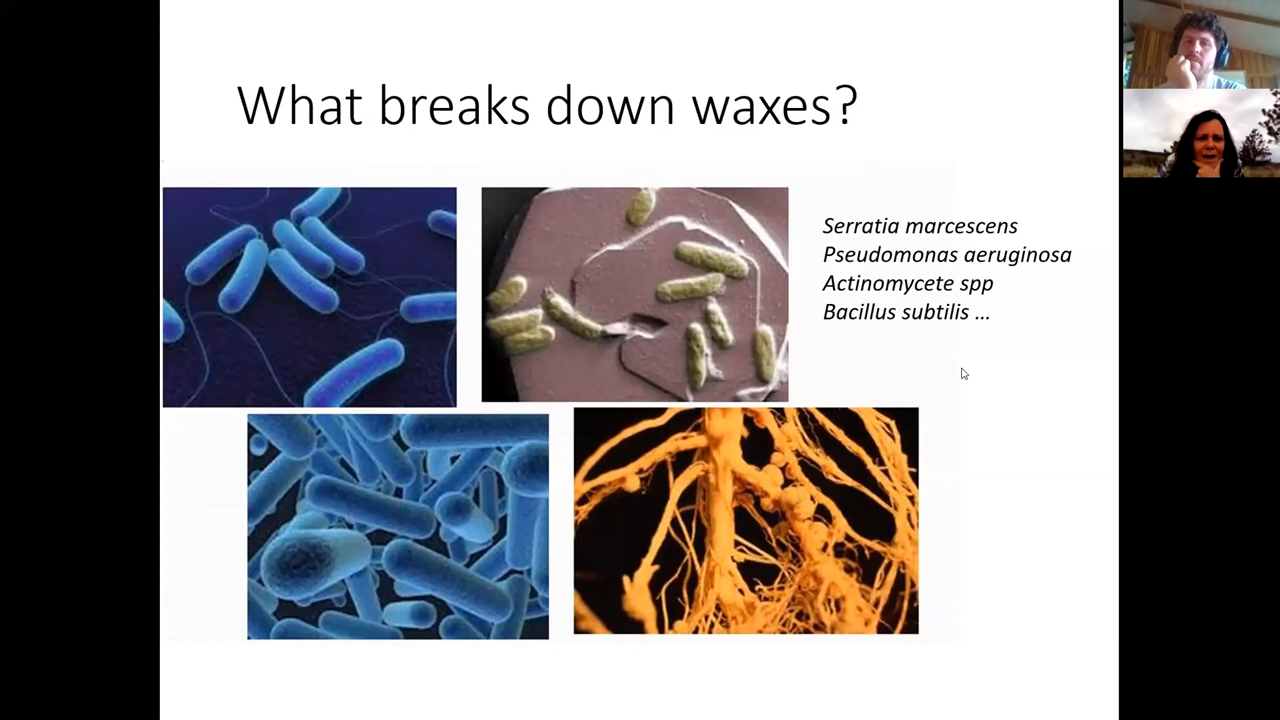 What breaks down waxes?
Serratia marcescens
Pseudomonas aeruginosa
Actinomycete spp
Bacillus subtilis ...